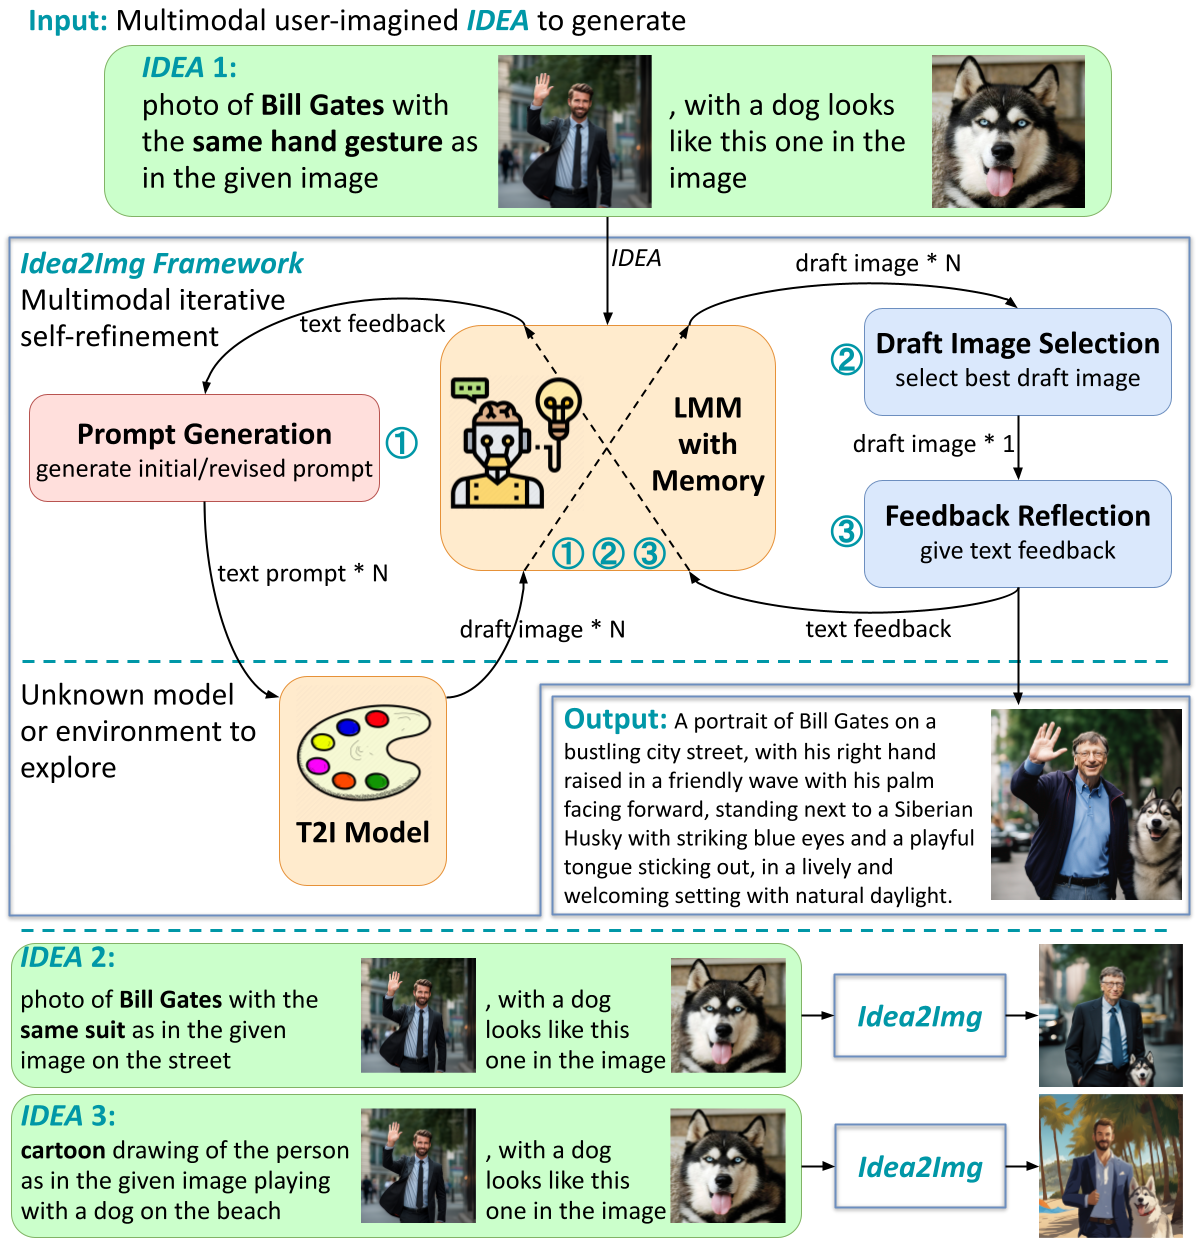 Input: Multimodal user-imagined IDEA to generate
IDEA 1:
photo of Bill Gates with
the same hand gesture as
in the given image
, with a dog looks
like this one in the
image
Idea2Img Framework
Multimodal iterative
self-refinement
IDEA
draft image * N
text feedback
Prompt Generation
generate initial/revised prompt
①
LMM
with
Memory
① ② ③
②
Draft Image Selection
select best draft image
draft image * 1
③
Feedback Reflection
give text feedback
text prompt * N
draft image * N
text feedback
Unknown model
or environment to
explore
T2I Model
Output: A portrait of Bill Gates on a
bustling city street, with his right hand
raised in a friendly wave with his palm
facing forward, standing next to a Siberian
Husky with striking blue eyes and a playful
tongue sticking out, in a lively and
welcoming setting with natural daylight.
IDEA 2:
photo of Bill Gates with the
same suit as in the given
image on the street
, with a dog
looks like this
one in the image
Idea2Img
IDEA 3:
cartoon drawing of the person
as in the given image playing
with a dog on the beach
, with a dog
looks like this
one in the image
Idea2Img